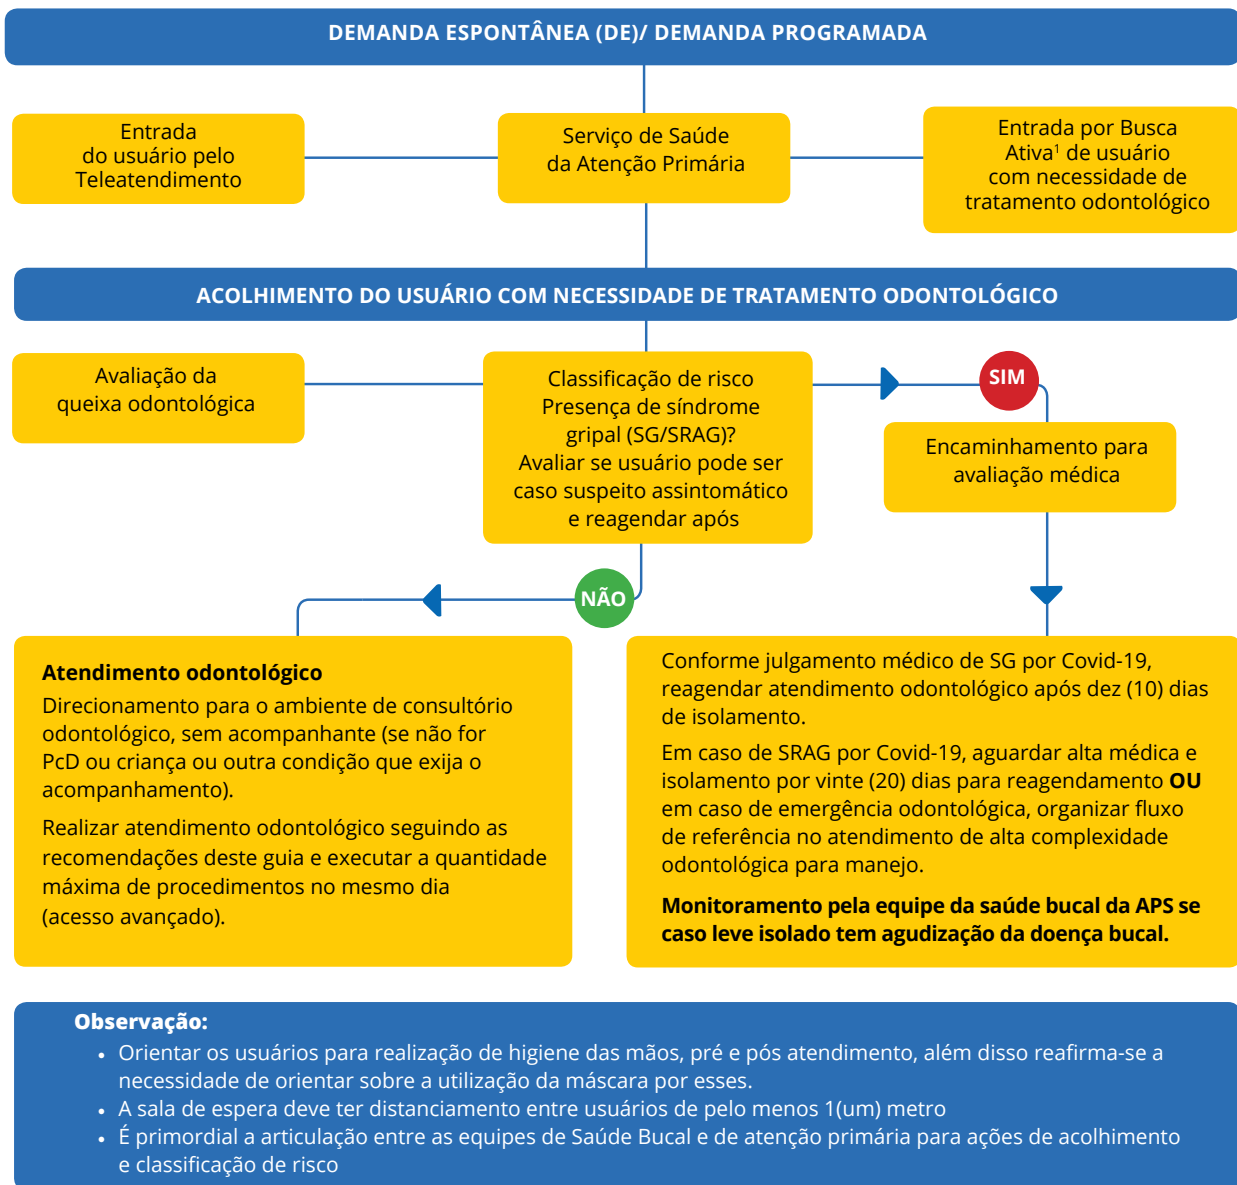 DEMANDA ESPONTÂNEA (DE)/ DEMANDA PROGRAMADA
Entrada
do usuário pelo
Teleatendimento
Serviço de Saúde
da Atenção Primária
Entrada por Busca
Ativa¹ de usuário
com necessidade de
tratamento odontológico
ACOLHIMENTO DO USUÁRIO COM NECESSIDADE DE TRATAMENTO ODONTOLÓGICO
Avaliação da
queixa odontológica
Classificação de risco
Presença de síndrome
gripal (SG/SRAG)?
Avaliar se usuário pode ser
caso suspeito assintomático
e reagendar após
SIM
Encaminhamento para
avaliação médica
NÃO
Atendimento odontológico
Direcionamento para o ambiente de consultório
odontológico, sem acompanhante (se não for
PcD ou criança ou outra condição que exija o
acompanhamento).
Realizar atendimento odontológico seguindo as
recomendações deste guia e executar a quantidade
máxima de procedimentos no mesmo dia
(acesso avançado).
Conforme julgamento médico de SG por Covid-19,
reagendar atendimento odontológico após dez (10) dias
de isolamento.
Em caso de SRAG por Covid-19, aguardar alta médica e
isolamento por vinte (20) dias para reagendamento OU
em caso de emergência odontológica, organizar fluxo
de referência no atendimento de alta complexidade
odontológica para manejo.
Monitoramento pela equipe da saúde bucal da APS se
caso leve isolado tem agudização da doença bucal.
Observação:
• Orientar os usuários para realização de higiene das mãos, pré e pós atendimento, além disso reafirma-se a
necessidade de orientar sobre a utilização da máscara por esses.
• A sala de espera deve ter distanciamento entre usuários de pelo menos 1(um) metro
• É primordial a articulação entre as equipes de Saúde Bucal e de atenção primária para ações de acolhimento
e classificação de risco